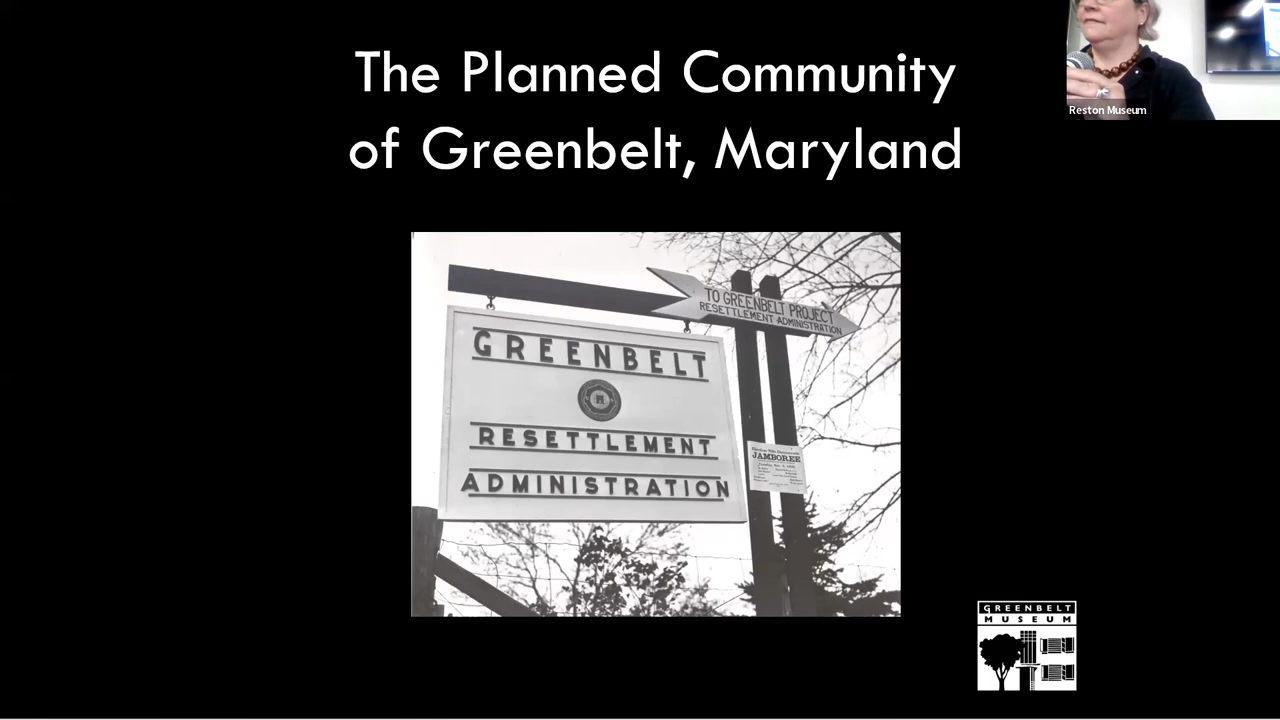 The Planned Community
of Greenbelt, Maryland
Reston Museum
TO GREENBELT PROJECT
RESETTLEMENT ADMINISTRATION
GREENBELT
RESETTLEMENT
ADMINISTRATION
JAMBOREE
GREENBELT
MUSEUM